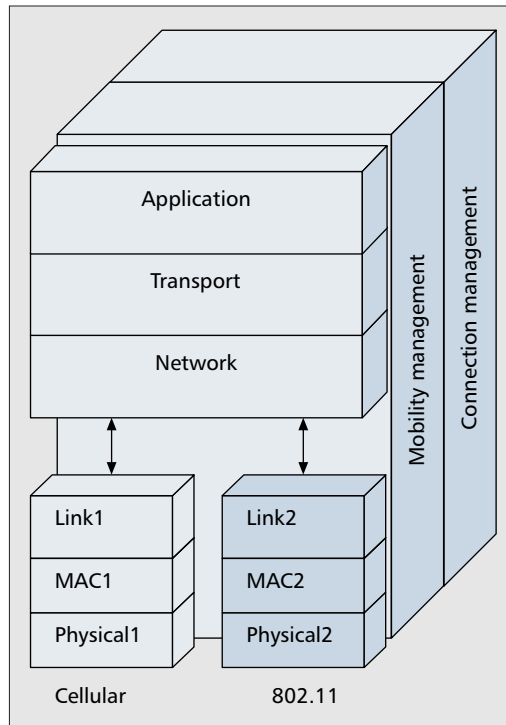 Application
Transport
Network
Mobility management
Connection management
Link1
MAC1
Physical1
Link2
MAC2
Physical2
Cellular
802.11